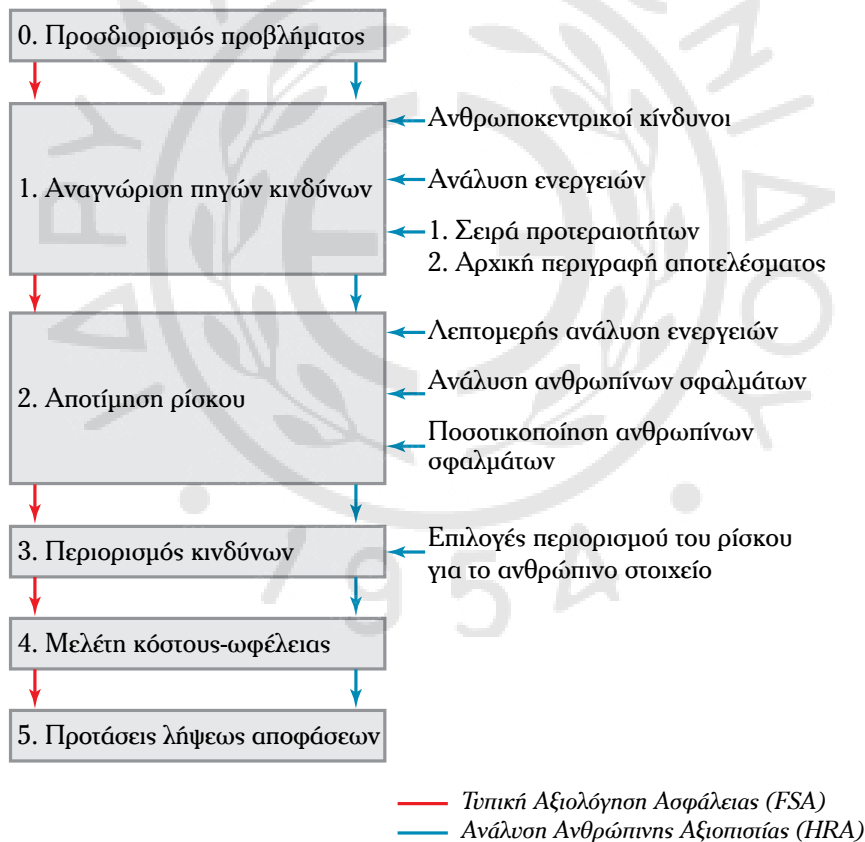 0. Προσδιορισμός προβλήματος
Ανθρωποκεντρικοί κίνδυνοι
1. Αναγνώριση πηγών κινδύνων
Ανάλυση ενεργειών
1. Σειρά προτεραιοτήτων
2. Αρχική περιγραφή αποτελέσματος
Λεπτομερής ανάλυση ενεργειών
2. Αποτίμηση ρίσκου
Ανάλυση ανθρωπίνων σφαλμάτων
Ποσοτικοποίηση ανθρωπίνων
σφαλμάτων
3. Περιορισμός κινδύνων
Επιλογές περιορισμού του ρίσκου
για το ανθρώπινο στοιχείο
4. Μελέτη κόστους-ωφέλειας
5. Προτάσεις λήψεως αποφάσεων
Τυπική Αξιολόγηση Ασφάλειας (FSA)
Ανάλυση Ανθρώπινης Αξιοπιστίας (HRA)
1954